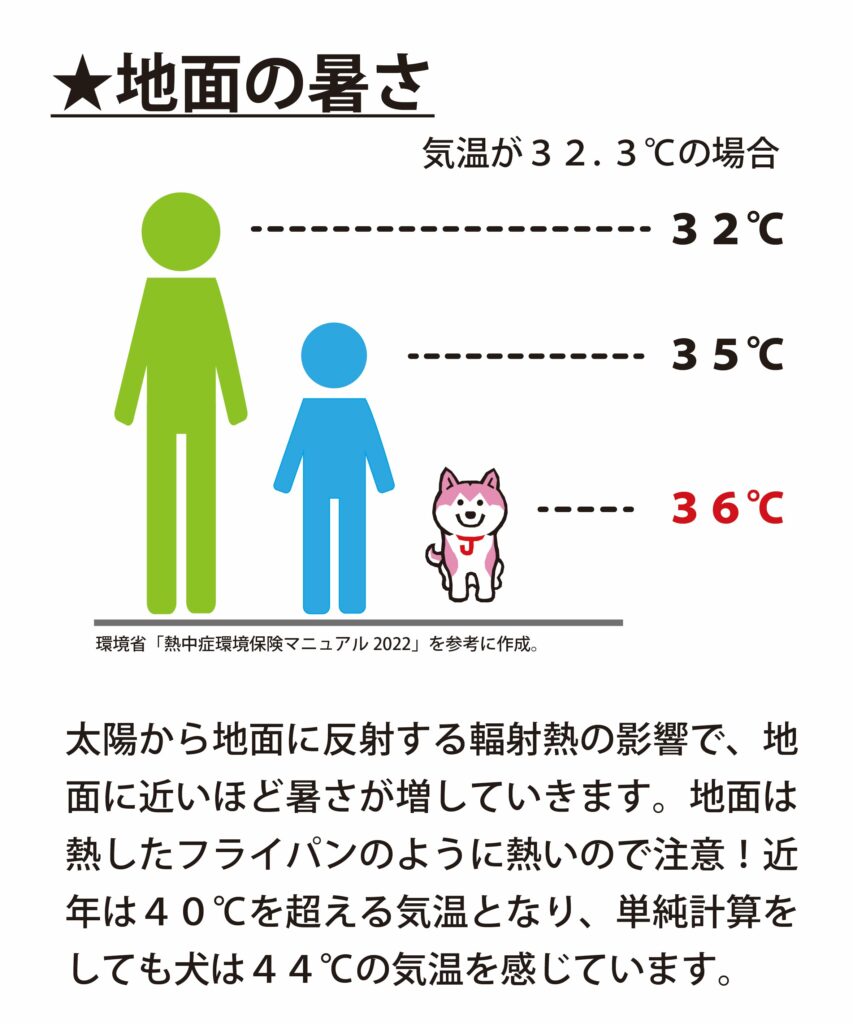 ★地面の暑さ
気温が３２．３℃の場合
３２℃
３５℃
３６℃
J
環境省「熱中症環境保険マニュアル 2022」を参考に作成。
太陽から地面に反射する輻射熱の影響で、地
面に近いほど暑さが増していきます。地面は
熱したフライパンのように熱いので注意！近
年は４０℃を超える気温となり、単純計算を
しても犬は４４℃の気温を感じています。